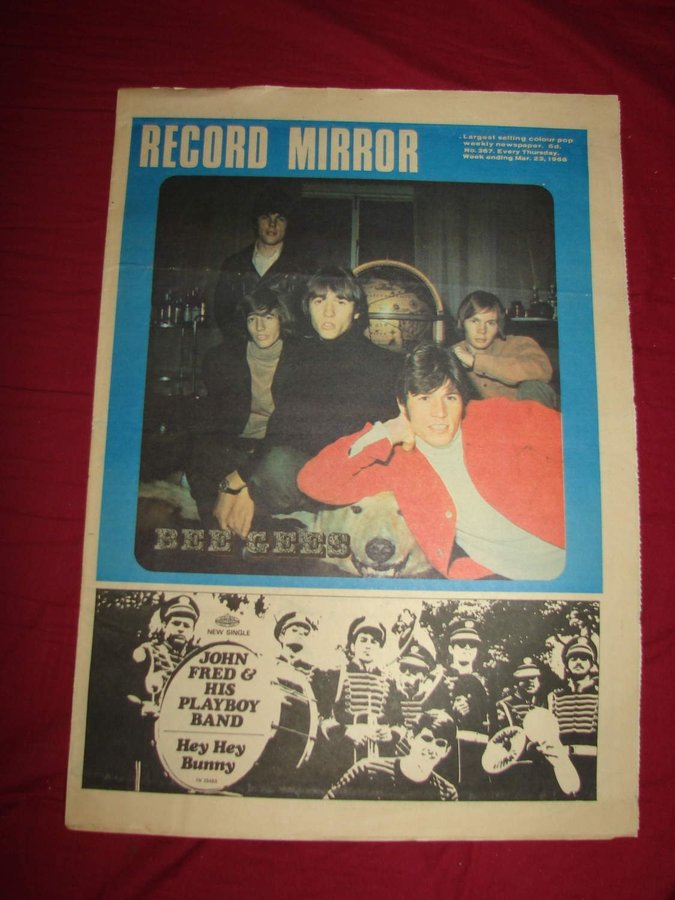 RECORD MIRROR
Largest selling colour pop
weekly newspaper. 6d.
No. 367. Every Thursday.
Week ending Mar. 23, 1968
BEE GEES
NEW SINGLE
JOHN
FRED &
HIS
PLAYBOY
BAND
Hey Hey
Bunny